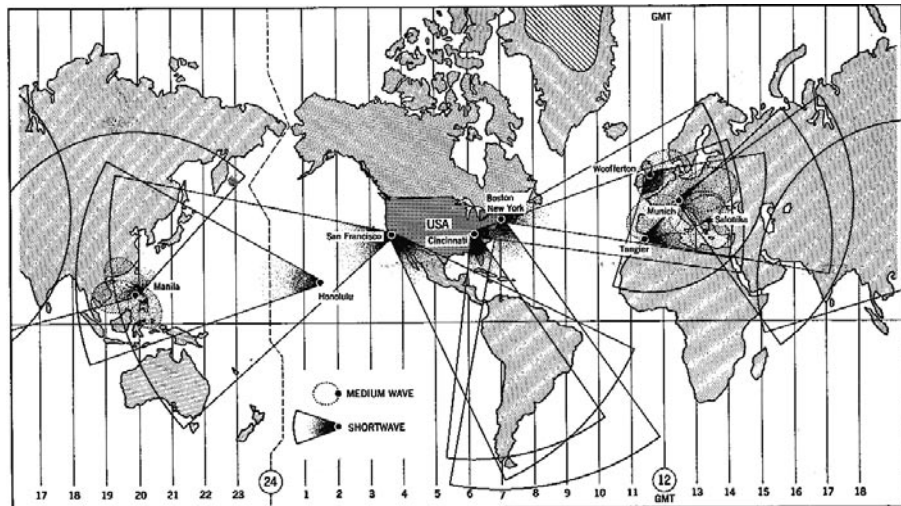 GMT
Woofferton
Boston
New York
Munich
Salonika
USA
San Francisco
Cincinnati
Tangier
Manila
Honolulu
MEDIUM WAVE
SHORTWAVE
17 18 19 20 21 22 23 24 1 2 3 4 5 6 7 8 9 10 11 12 13 14 15 16 17 18
GMT